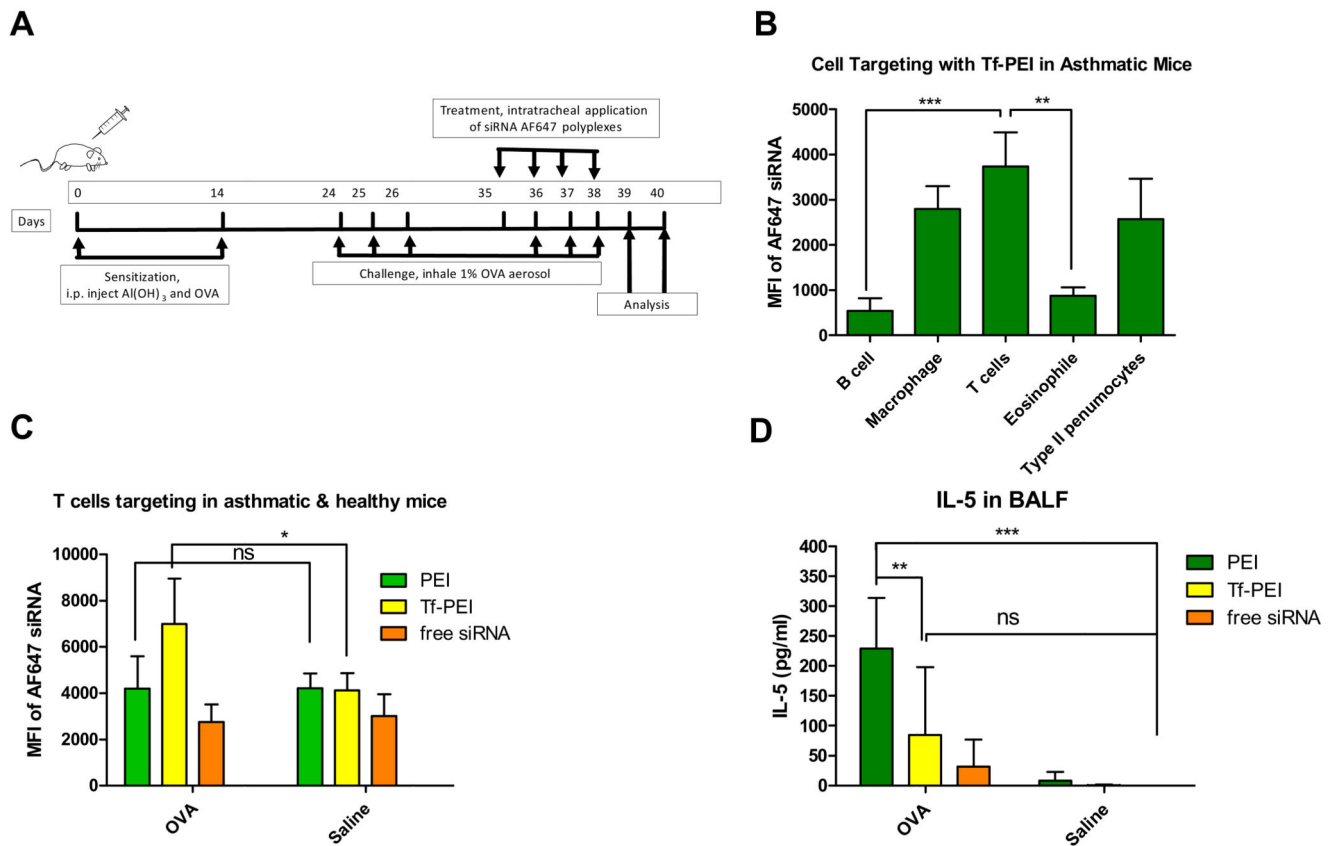 A
Treatment, intratracheal application
of siRNA AF647 polyplexes
0 14 24 25 26 35 36 37 38 39 40
Days
Sensitization,
i.p. inject Al(OH) 3 and OVA
Challenge, inhale 1% OVA aerosol
Analysis
B
Cell Targeting with Tf-PEI in Asmathic Mice
*** **
MFI of AF647 siRNA
5000
4000
3000
2000
1000
0
B cell
Macrophage
T cells
Eosinophile
Type II penumocytes
C
T cells targeting in asthmatic & healthy mice
*
ns
MFI of AF647 siRNA
10000
8000
6000
4000
2000
0
OVA
Saline
PEI
Tf-PEI
free siRNA
D
IL-5 in BALF
***
**
ns
IL-5 (pg/ml)
400
350
300
250
200
150
100
50
0
OVA
Saline
PEI
Tf-PEI
free siRNA